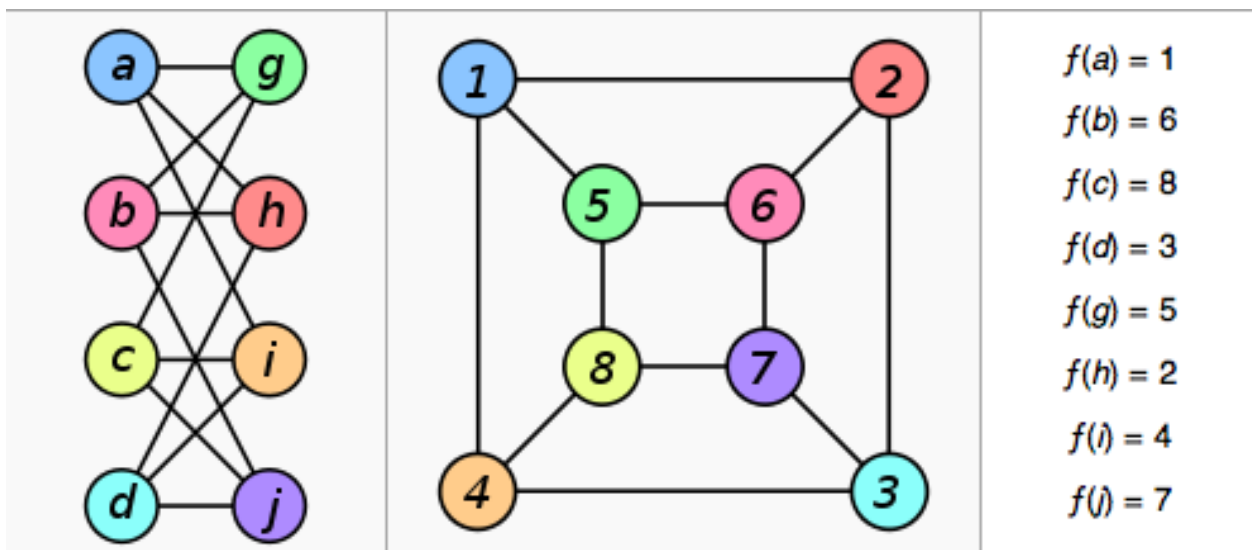 a g
b h
c i
d j
1 2
5 6
8 7
4 3
f(a) = 1
f(b) = 6
f(c) = 8
f(d) = 3
f(g) = 5
f(h) = 2
f(i) = 4
f(j) = 7